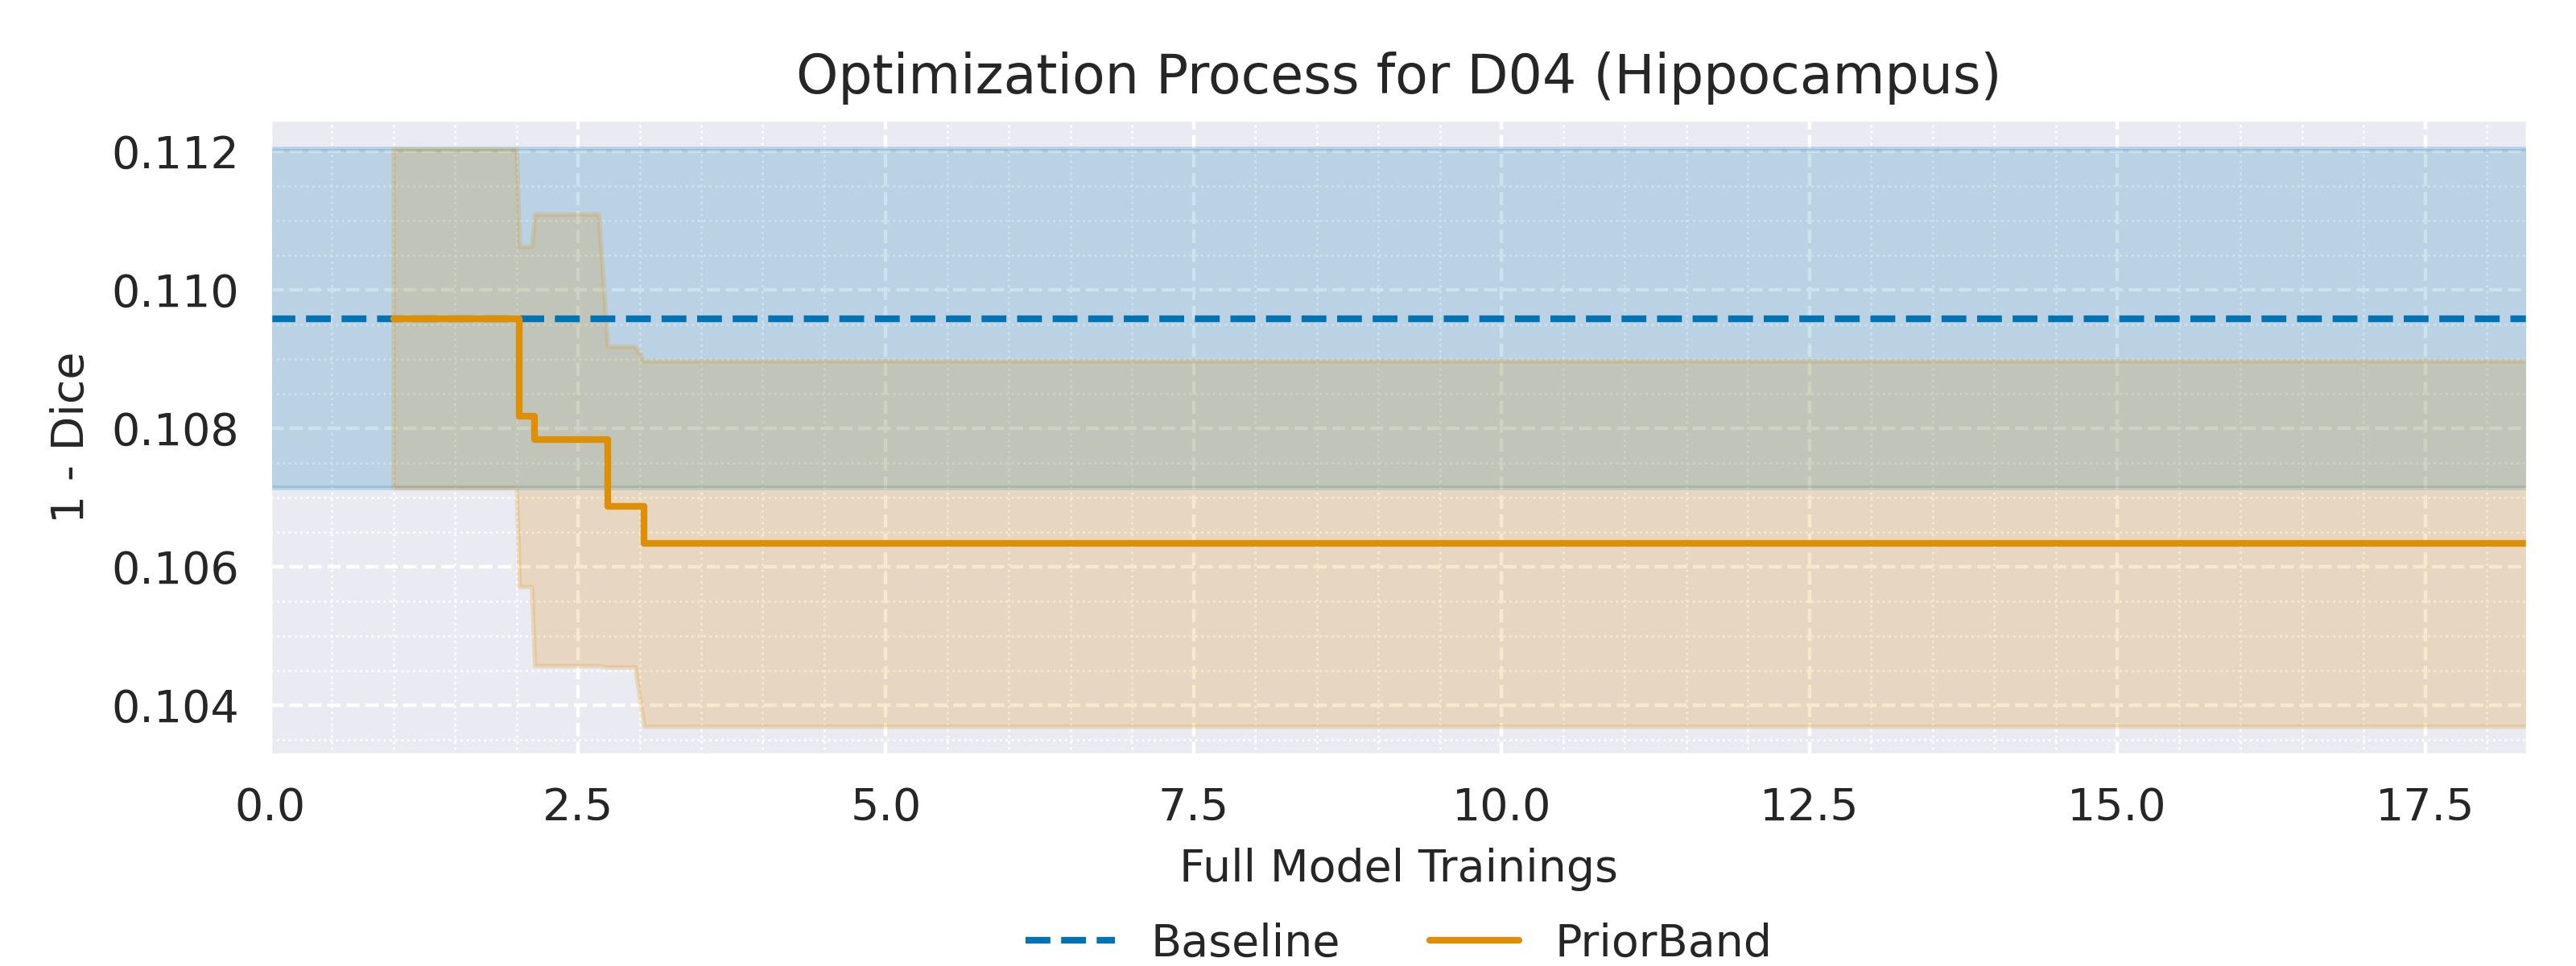 Optimization Process for D04 (Hippocampus)
0.112
0.110
0.108
0.106
0.104
1 - Dice
0.0 2.5 5.0 7.5 10.0 12.5 15.0 17.5
Full Model Trainings
Baseline PriorBand